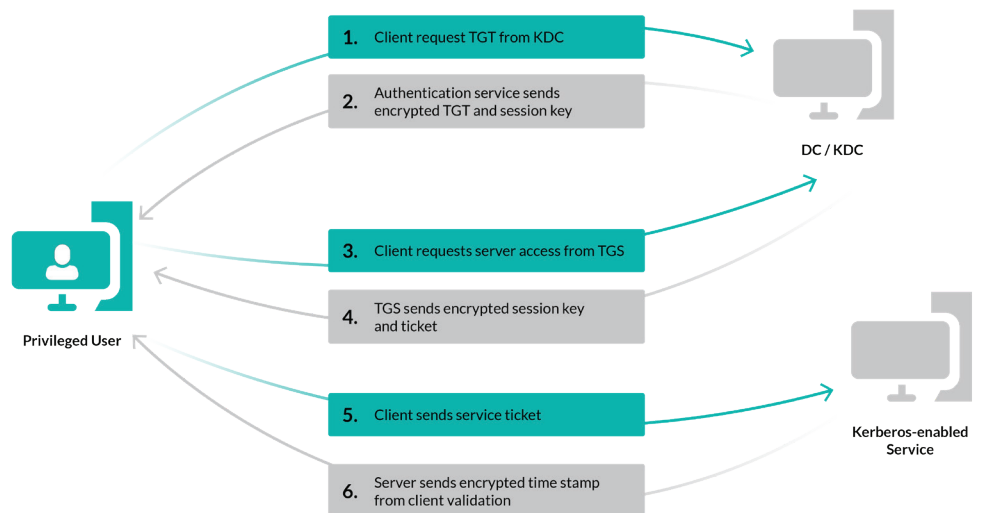 1. Client request TGT from KDC
2. Authentication service sends
encrypted TGT and session key
DC / KDC
3. Client requests server access from TGS
4. TGS sends encrypted session key
and ticket
Privileged User
5. Client sends service ticket
Kerberos-enabled
Service
6. Server sends encrypted time stamp
from client validation